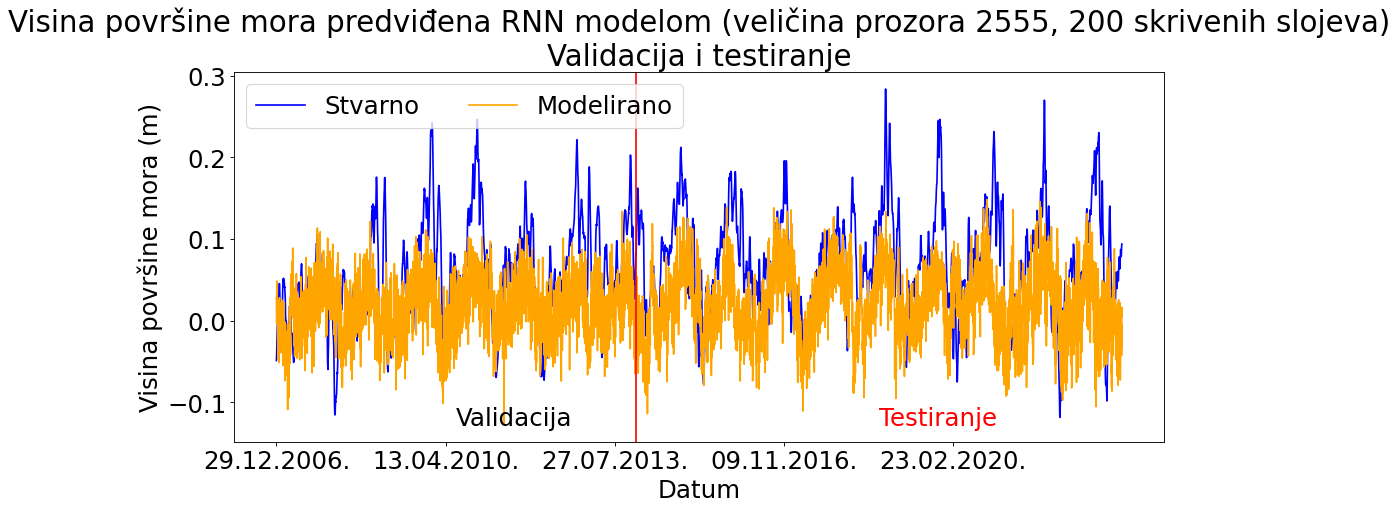 Visina površine mora predviđena RNN modelom (veličina prozora 2555, 200 skrivenih slojeva)
Validacija i testiranje
Stvarno Modelirano
Visina površine mora (m)
0.3
0.2
0.1
0.0
−0.1
Validacija Testiranje
29.12.2006. 13.04.2010. 27.07.2013. 09.11.2016. 23.02.2020.
Datum